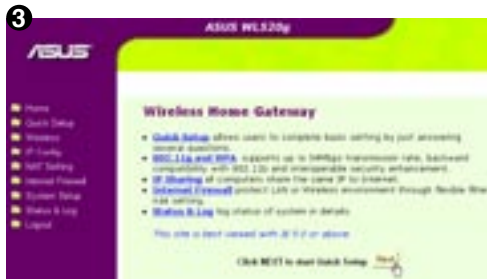 3
ASUS WL520g
ASUS
Home
Quick Setup
Wireless
IP Config
NAT Setting
Internet Firewall
System Setup
Status & Log
Logout
Wireless Home Gateway
Quick Setup allows users to complete basic setting by just answering
several questions.
802.11g and WPA supports up to 54Mbps transmission rate, backward
compatibility with 802.11b and interoperable security enhancement.
IP Sharing all computers share the same IP to Internet.
Internet Firewall protect LAN or Wireless environment through flexible filter
rule setting.
Status & Log log status of system in details.
This site is best viewed with IE 5.0 or above
Click NEXT to start Quick Setup
Next